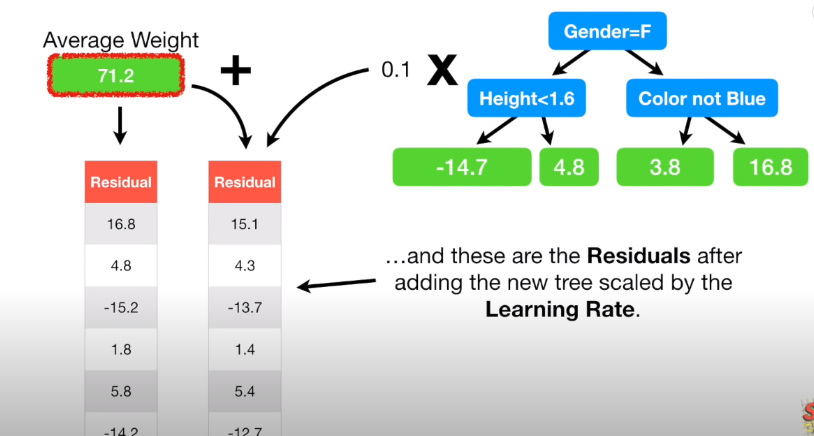 Average Weight
71.2
+
0.1
X
Gender=F
Height<1.6
Color not Blue
-14.7
4.8
3.8
16.8
Residual
Residual
16.8
15.1
4.8
4.3
-15.2
-13.7
1.8
1.4
5.8
5.4
-14.2
-12.7
…and these are the Residuals after
adding the new tree scaled by the
Learning Rate.